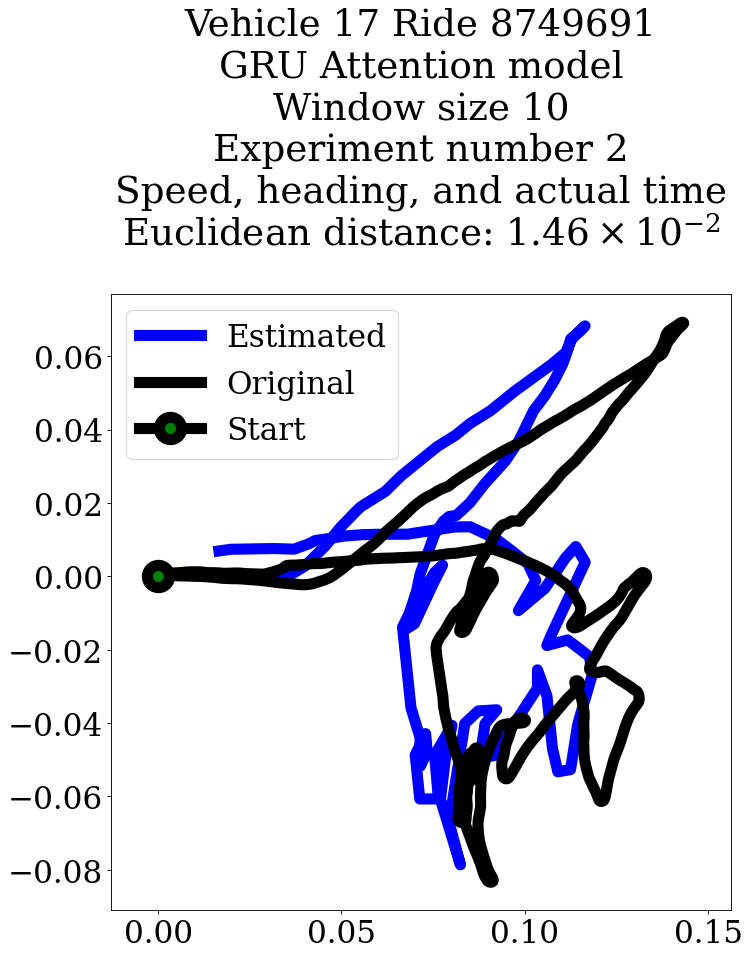 Vehicle 17 Ride 8749691
GRU Attention model
Window size 10
Experiment number 2
Speed, heading, and actual time
Euclidean distance: 1.46 × 10⁻²
Estimated
Original
Start
0.06
0.04
0.02
0.00
−0.02
−0.04
−0.06
−0.08
0.00 0.05 0.10 0.15